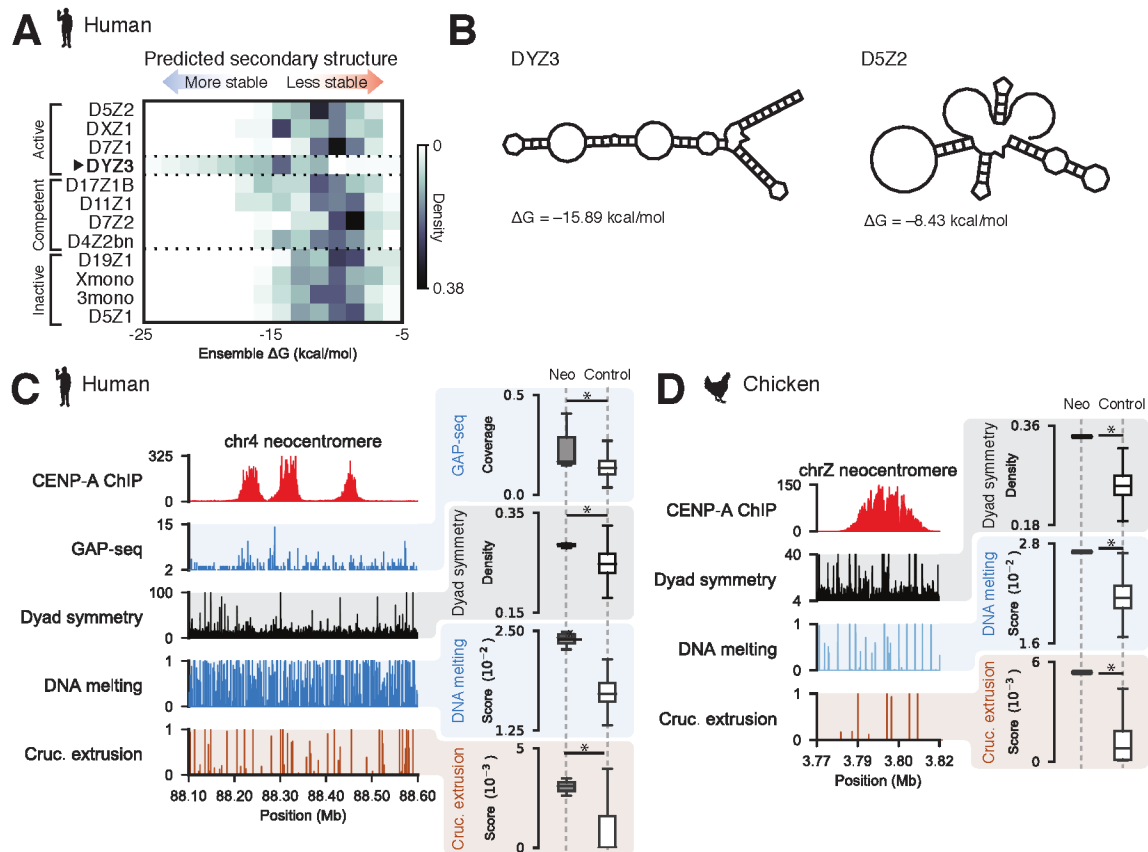 A Human
Predicted secondary structure
More stable Less stable
Active
D5Z2
DXZ1
D7Z1
▶DYZ3
Competent
D17Z1B
D11Z1
D7Z2
D4Z2bn
Inactive
D19Z1
Xmono
3mono
D5Z1
-25 -15 -5
Ensemble ΔG (kcal/mol)
0
Density
0.38
B
DYZ3
ΔG = –15.89 kcal/mol
D5Z2
ΔG = –8.43 kcal/mol
C Human
chr4 neocentromere
CENP-A ChIP
325
0
GAP-seq
15
2
Dyad symmetry
100
0
DNA melting
1
0
Cruc. extrusion
1
0
88.10 88.20 88.30 88.40 88.50 88.60
Position (Mb)
Neo Control
GAP-seq
Coverage
0.5
0.0
*
Dyad symmetry
Density
0.35
0.15
*
DNA melting
Score (10⁻²)
2.50
1.25
*
Cruc. extrusion
Score (10⁻³)
5
0
*
D Chicken
chrZ neocentromere
CENP-A ChIP
150
0
Dyad symmetry
40
4
DNA melting
1
0
Cruc. extrusion
1
0
3.77 3.79 3.80 3.82
Position (Mb)
Neo Control
Dyad symmetry
Density
0.36
0.18
*
DNA melting
Score (10⁻²)
2.8
1.6
*
Cruc. extrusion
Score (10⁻³)
6
0
*